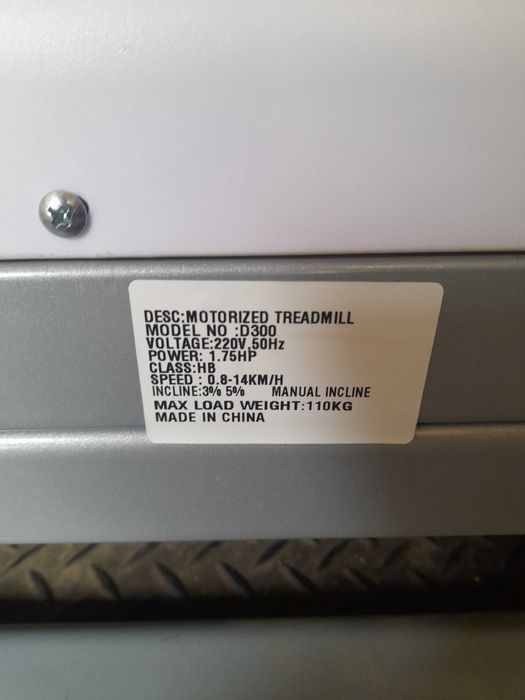 DESC:MOTORIZED TREADMILL
MODEL NO :D300
VOLTAGE:220V,50Hz
POWER: 1.75HP
CLASS:HB
SPEED : 0.8-14KM/H
INCLINE:3% 5% MANUAL INCLINE
MAX LOAD WEIGHT:110KG
MADE IN CHINA